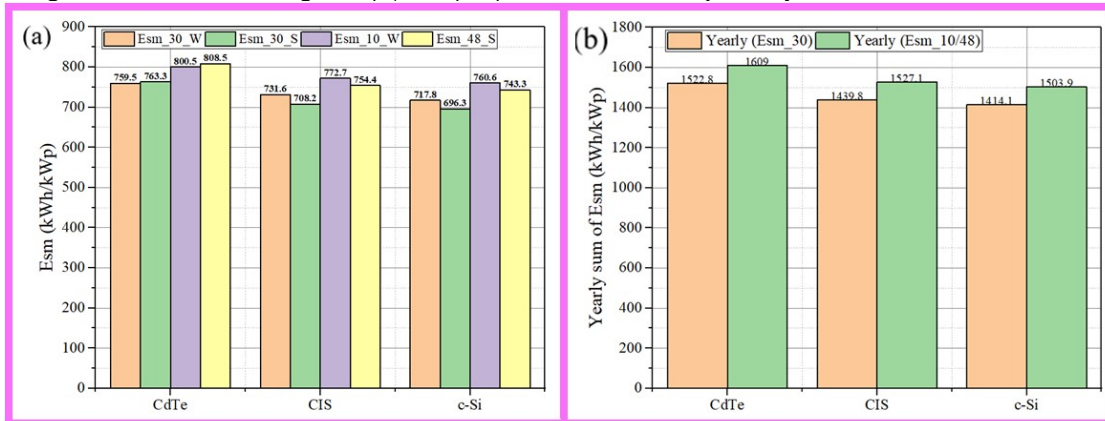 (a)
Esm_30_W Esm_30_S Esm_10_W Esm_48_S
900
800
700
600
500
400
300
200
100
0
Esm (kWh/kWp)
759.5 763.3 800.5 808.5
731.6 708.2 772.7 754.4
717.8 696.3 760.6 743.3
CdTe CIS c-Si
(b)
Yearly (Esm_30) Yearly (Esm_10/48)
1800
1600
1400
1200
1000
800
600
400
200
0
Yearly sum of Esm (kWh/kWp)
1522.8 1609
1439.8 1527.1
1414.1 1503.9
CdTe CIS c-Si